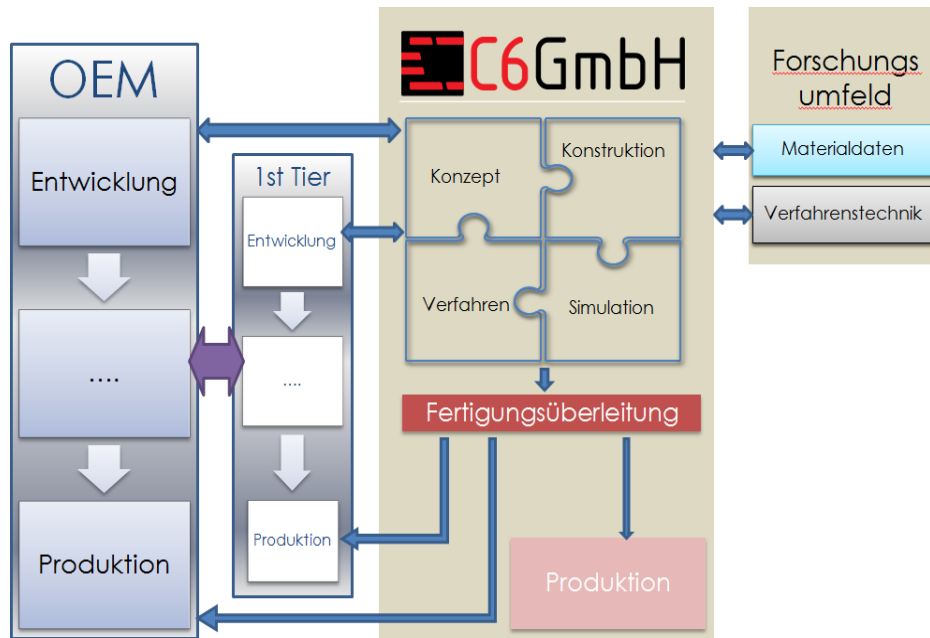 OEM
Entwicklung
....
Produktion
1st Tier
Entwicklung
....
Produktion
C6GmbH
Konzept
Konstruktion
Verfahren
Simulation
Fertigungsüberleitung
Produktion
Forschungs
umfeld
Materialdaten
Verfahrenstechnik